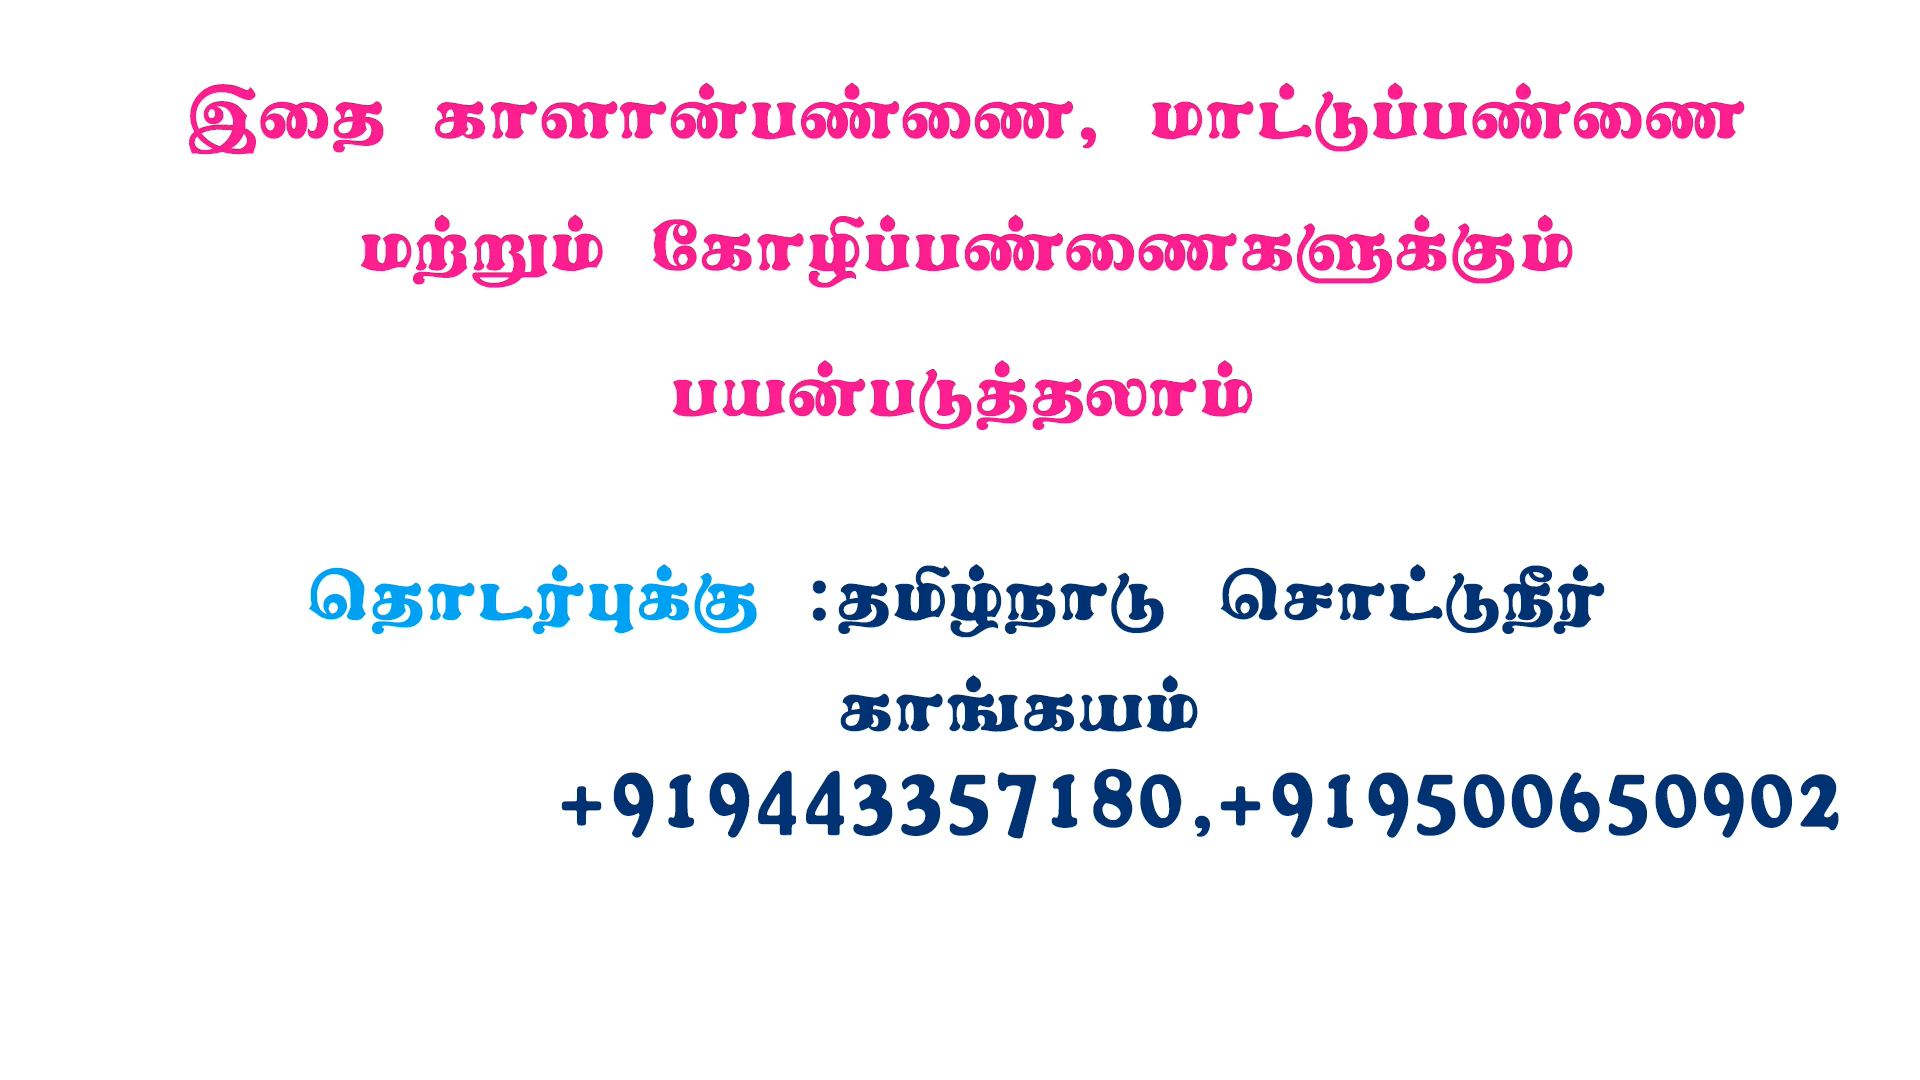 இதை காளான்பண்ணை, மாட்டுப்பண்ணை
மற்றும் கோழிப்பண்ணைகளுக்கும்
பயன்படுத்தலாம்
தொடர்புக்கு :தமிழ்நாடு சொட்டுநீர்
காங்கயம்
+919443357180,+919500650902